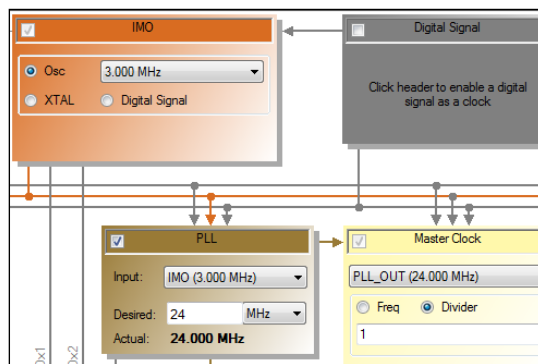 IMO
Osc
3.000 MHz
XTAL
Digital Signal
Digital Signal
Click header to enable a digital
signal as a clock
PLL
Input:
IMO (3.000 MHz)
Desired:
24
MHz
Actual:
24.000 MHz
Master Clock
PLL_OUT (24.000 MHz)
Freq
Divider
1
0x1
0x2